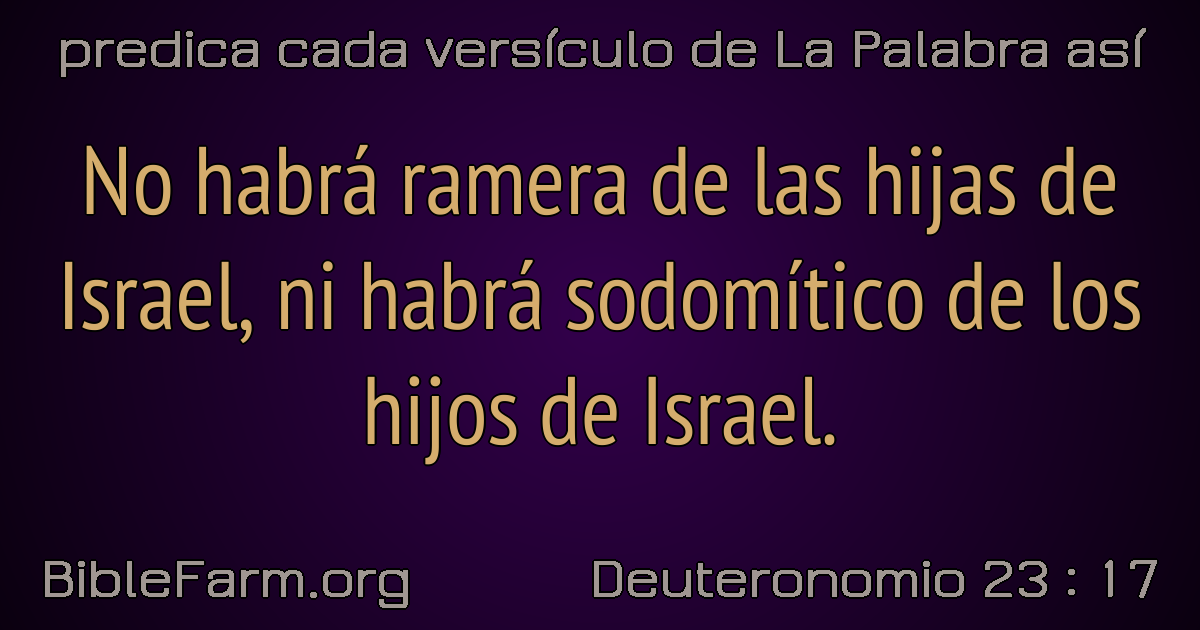 predica cada versículo de La Palabra así
No habrá ramera de las hijas de
Israel, ni habrá sodomítico de los
hijos de Israel.
BibleFarm.org
Deuteronomio 23 : 17